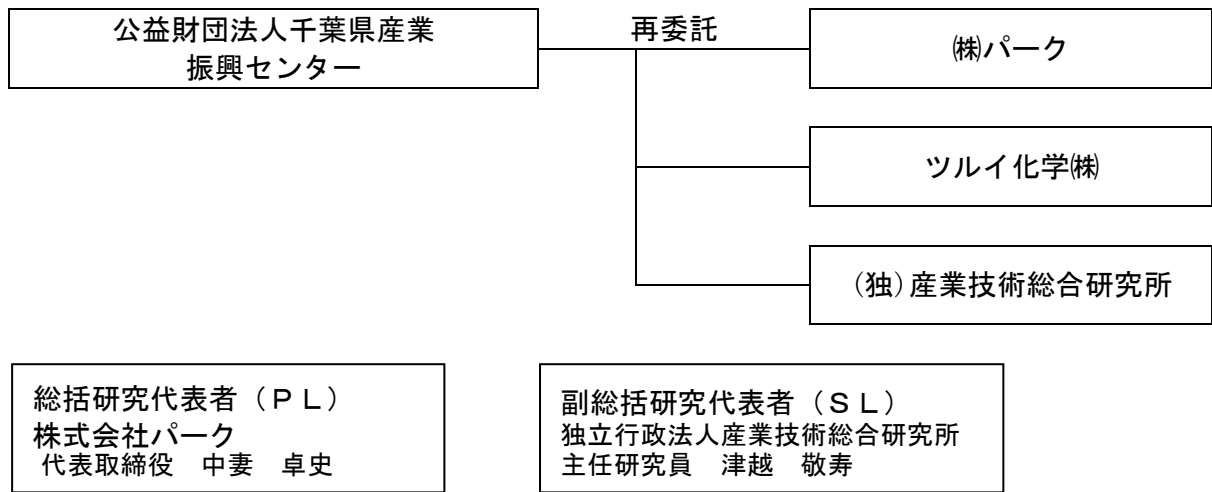 公益財団法人千葉県産業
振興センター
再委託
㈱パーク
ツルイ化学㈱
（独）産業技術総合研究所
総括研究代表者（ＰＬ）
株式会社パーク
代表取締役　中妻　卓史
副総括研究代表者（ＳＬ）
独立行政法人産業技術総合研究所
主任研究員　津越　敬寿